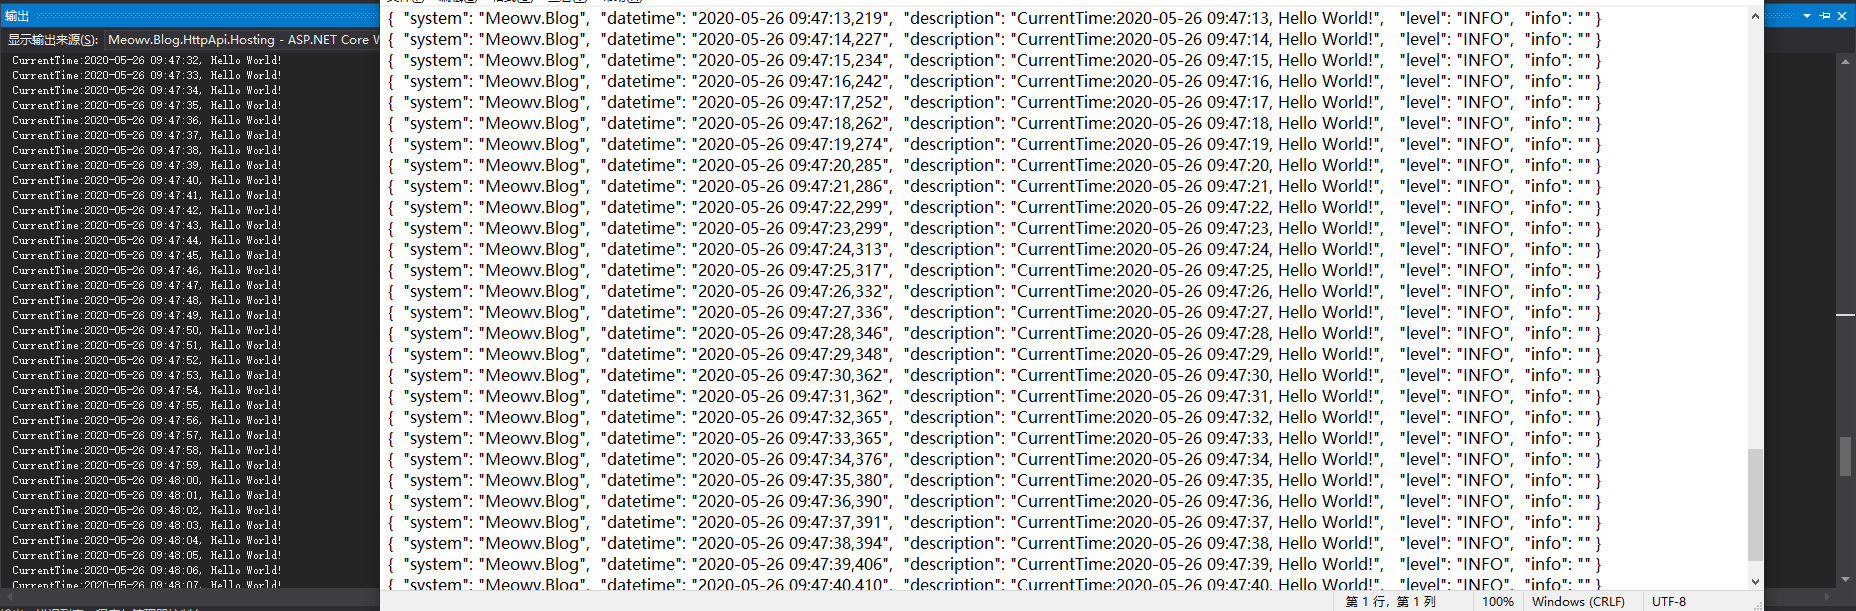 输出
显示输出来源(S): Meowv.Blog.HttpApi.Hosting - ASP.NET Core W
CurrentTime:2020-05-26 09:47:32, Hello World!
CurrentTime:2020-05-26 09:47:33, Hello World!
CurrentTime:2020-05-26 09:47:34, Hello World!
CurrentTime:2020-05-26 09:47:35, Hello World!
CurrentTime:2020-05-26 09:47:36, Hello World!
CurrentTime:2020-05-26 09:47:37, Hello World!
CurrentTime:2020-05-26 09:47:38, Hello World!
CurrentTime:2020-05-26 09:47:39, Hello World!
CurrentTime:2020-05-26 09:47:40, Hello World!
CurrentTime:2020-05-26 09:47:41, Hello World!
CurrentTime:2020-05-26 09:47:42, Hello World!
CurrentTime:2020-05-26 09:47:43, Hello World!
CurrentTime:2020-05-26 09:47:44, Hello World!
CurrentTime:2020-05-26 09:47:45, Hello World!
CurrentTime:2020-05-26 09:47:46, Hello World!
CurrentTime:2020-05-26 09:47:47, Hello World!
CurrentTime:2020-05-26 09:47:48, Hello World!
CurrentTime:2020-05-26 09:47:49, Hello World!
CurrentTime:2020-05-26 09:47:50, Hello World!
CurrentTime:2020-05-26 09:47:51, Hello World!
CurrentTime:2020-05-26 09:47:52, Hello World!
CurrentTime:2020-05-26 09:47:53, Hello World!
CurrentTime:2020-05-26 09:47:54, Hello World!
CurrentTime:2020-05-26 09:47:55, Hello World!
CurrentTime:2020-05-26 09:47:56, Hello World!
CurrentTime:2020-05-26 09:47:57, Hello World!
CurrentTime:2020-05-26 09:47:58, Hello World!
CurrentTime:2020-05-26 09:47:59, Hello World!
CurrentTime:2020-05-26 09:48:00, Hello World!
CurrentTime:2020-05-26 09:48:01, Hello World!
CurrentTime:2020-05-26 09:48:02, Hello World!
CurrentTime:2020-05-26 09:48:03, Hello World!
CurrentTime:2020-05-26 09:48:04, Hello World!
CurrentTime:2020-05-26 09:48:05, Hello World!
CurrentTime:2020-05-26 09:48:06, Hello World!
CurrentTime:2020-05-26 09:48:07, Hello World!
{ "system": "Meowv.Blog", "datetime": "2020-05-26 09:47:13,219", "description": "CurrentTime:2020-05-26 09:47:13, Hello World!", "level": "INFO", "info": "" }
{ "system": "Meowv.Blog", "datetime": "2020-05-26 09:47:14,227", "description": "CurrentTime:2020-05-26 09:47:14, Hello World!", "level": "INFO", "info": "" }
{ "system": "Meowv.Blog", "datetime": "2020-05-26 09:47:15,234", "description": "CurrentTime:2020-05-26 09:47:15, Hello World!", "level": "INFO", "info": "" }
{ "system": "Meowv.Blog", "datetime": "2020-05-26 09:47:16,242", "description": "CurrentTime:2020-05-26 09:47:16, Hello World!", "level": "INFO", "info": "" }
{ "system": "Meowv.Blog", "datetime": "2020-05-26 09:47:17,252", "description": "CurrentTime:2020-05-26 09:47:17, Hello World!", "level": "INFO", "info": "" }
{ "system": "Meowv.Blog", "datetime": "2020-05-26 09:47:18,262", "description": "CurrentTime:2020-05-26 09:47:18, Hello World!", "level": "INFO", "info": "" }
{ "system": "Meowv.Blog", "datetime": "2020-05-26 09:47:19,274", "description": "CurrentTime:2020-05-26 09:47:19, Hello World!", "level": "INFO", "info": "" }
{ "system": "Meowv.Blog", "datetime": "2020-05-26 09:47:20,285", "description": "CurrentTime:2020-05-26 09:47:20, Hello World!", "level": "INFO", "info": "" }
{ "system": "Meowv.Blog", "datetime": "2020-05-26 09:47:21,286", "description": "CurrentTime:2020-05-26 09:47:21, Hello World!", "level": "INFO", "info": "" }
{ "system": "Meowv.Blog", "datetime": "2020-05-26 09:47:22,299", "description": "CurrentTime:2020-05-26 09:47:22, Hello World!", "level": "INFO", "info": "" }
{ "system": "Meowv.Blog", "datetime": "2020-05-26 09:47:23,299", "description": "CurrentTime:2020-05-26 09:47:23, Hello World!", "level": "INFO", "info": "" }
{ "system": "Meowv.Blog", "datetime": "2020-05-26 09:47:24,313", "description": "CurrentTime:2020-05-26 09:47:24, Hello World!", "level": "INFO", "info": "" }
{ "system": "Meowv.Blog", "datetime": "2020-05-26 09:47:25,317", "description": "CurrentTime:2020-05-26 09:47:25, Hello World!", "level": "INFO", "info": "" }
{ "system": "Meowv.Blog", "datetime": "2020-05-26 09:47:26,332", "description": "CurrentTime:2020-05-26 09:47:26, Hello World!", "level": "INFO", "info": "" }
{ "system": "Meowv.Blog", "datetime": "2020-05-26 09:47:27,336", "description": "CurrentTime:2020-05-26 09:47:27, Hello World!", "level": "INFO", "info": "" }
{ "system": "Meowv.Blog", "datetime": "2020-05-26 09:47:28,346", "description": "CurrentTime:2020-05-26 09:47:28, Hello World!", "level": "INFO", "info": "" }
{ "system": "Meowv.Blog", "datetime": "2020-05-26 09:47:29,348", "description": "CurrentTime:2020-05-26 09:47:29, Hello World!", "level": "INFO", "info": "" }
{ "system": "Meowv.Blog", "datetime": "2020-05-26 09:47:30,362", "description": "CurrentTime:2020-05-26 09:47:30, Hello World!", "level": "INFO", "info": "" }
{ "system": "Meowv.Blog", "datetime": "2020-05-26 09:47:31,362", "description": "CurrentTime:2020-05-26 09:47:31, Hello World!", "level": "INFO", "info": "" }
{ "system": "Meowv.Blog", "datetime": "2020-05-26 09:47:32,365", "description": "CurrentTime:2020-05-26 09:47:32, Hello World!", "level": "INFO", "info": "" }
{ "system": "Meowv.Blog", "datetime": "2020-05-26 09:47:33,365", "description": "CurrentTime:2020-05-26 09:47:33, Hello World!", "level": "INFO", "info": "" }
{ "system": "Meowv.Blog", "datetime": "2020-05-26 09:47:34,376", "description": "CurrentTime:2020-05-26 09:47:34, Hello World!", "level": "INFO", "info": "" }
{ "system": "Meowv.Blog", "datetime": "2020-05-26 09:47:35,380", "description": "CurrentTime:2020-05-26 09:47:35, Hello World!", "level": "INFO", "info": "" }
{ "system": "Meowv.Blog", "datetime": "2020-05-26 09:47:36,390", "description": "CurrentTime:2020-05-26 09:47:36, Hello World!", "level": "INFO", "info": "" }
{ "system": "Meowv.Blog", "datetime": "2020-05-26 09:47:37,391", "description": "CurrentTime:2020-05-26 09:47:37, Hello World!", "level": "INFO", "info": "" }
{ "system": "Meowv.Blog", "datetime": "2020-05-26 09:47:38,394", "description": "CurrentTime:2020-05-26 09:47:38, Hello World!", "level": "INFO", "info": "" }
{ "system": "Meowv.Blog", "datetime": "2020-05-26 09:47:39,406", "description": "CurrentTime:2020-05-26 09:47:39, Hello World!", "level": "INFO", "info": "" }
{ "system": "Meowv.Blog", "datetime": "2020-05-26 09:47:40,410", "description": "CurrentTime:2020-05-26 09:47:40, Hello World!", "level": "INFO", "info": "" }
第 1 行，第 1 列 100% Windows (CRLF) UTF-8